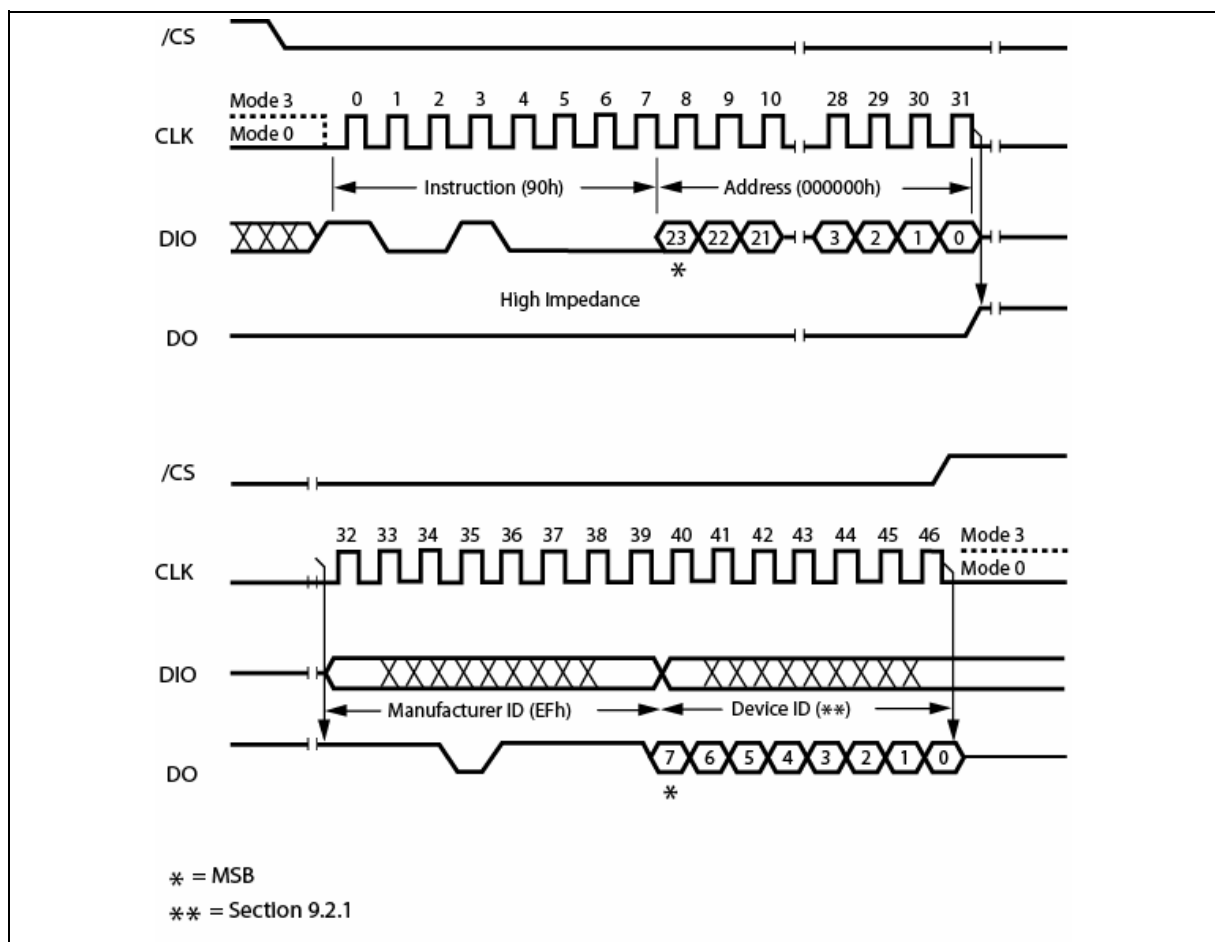 /CS
Mode 3
0 1 2 3 4 5 6 7 8 9 10 28 29 30 31
CLK
Mode 0
Instruction (90h)
Address (000000h)
DIO
23 22 21 3 2 1 0
*
High Impedance
DO
/CS
32 33 34 35 36 37 38 39 40 41 42 43 44 45 46
Mode 3
CLK
Mode 0
DIO
Manufacturer ID (EFh)
Device ID (**)
DO
7 6 5 4 3 2 1 0
*
* = MSB
** = Section 9.2.1